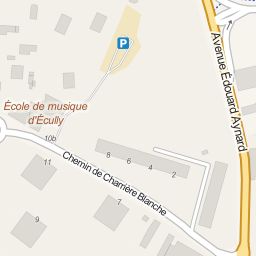 P
Avenue Édouard Aynard
École de musique
d'Écully
10b
Chemin de Charrière Blanche
8
6
4
2
11
9
7